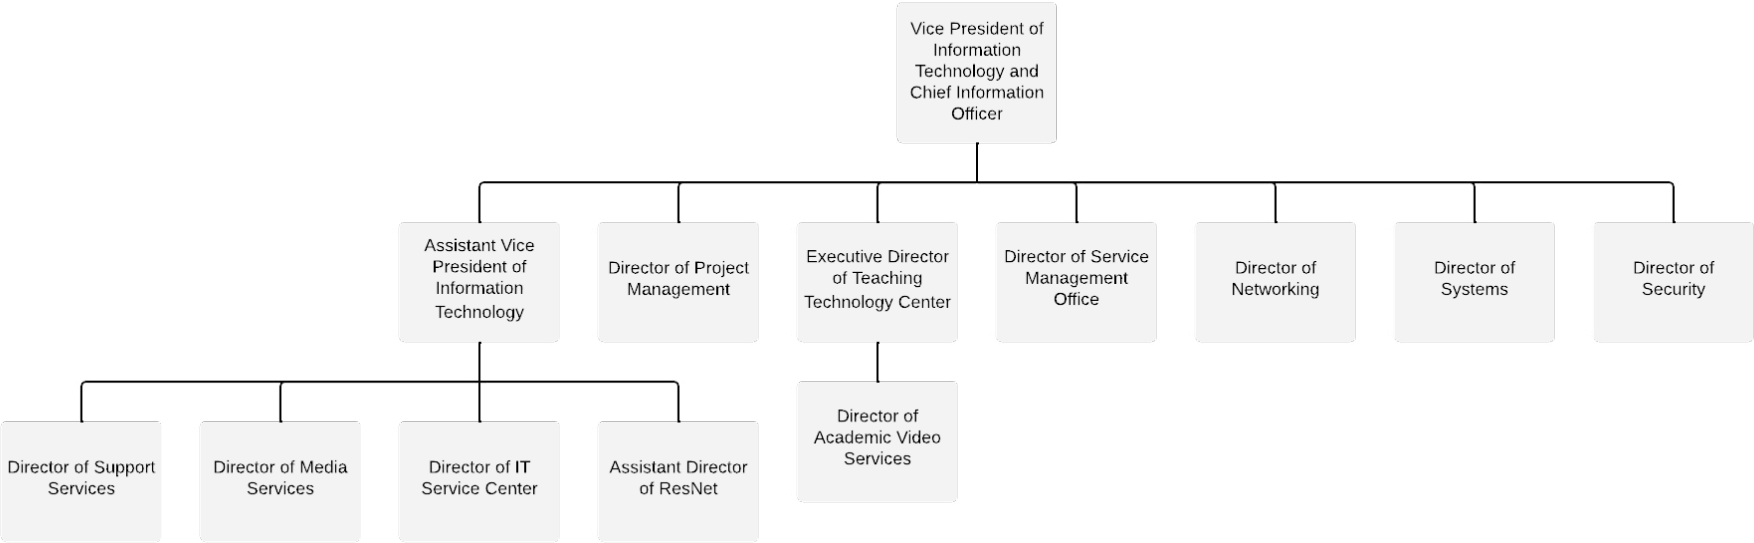 Vice President of
Information
Technology and
Chief Information
Officer
Assistant Vice
President of
Information
Technology
Director of Project
Management
Executive Director
of Teaching
Technology Center
Director of Service
Management
Office
Director of
Networking
Director of
Systems
Director of
Security
Director of Support
Services
Director of Media
Services
Director of IT
Service Center
Assistant Director
of ResNet
Director of
Academic Video
Services